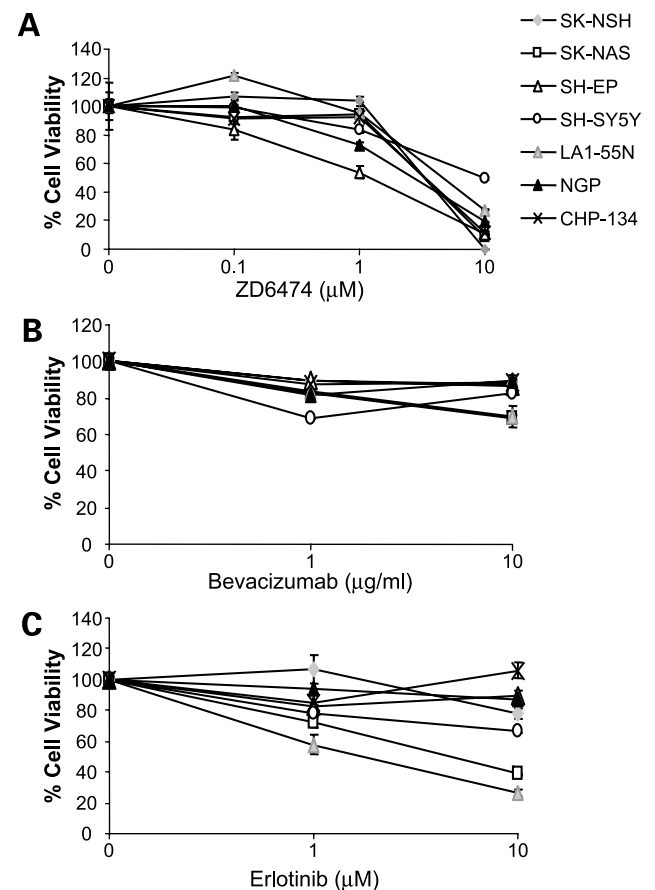 A
% Cell Viability
140
120
100
80
60
40
20
0
0 0.1 1 10
ZD6474 (μM)
SK-NSH
SK-NAS
SH-EP
SH-SY5Y
LA1-55N
NGP
CHP-134
B
% Cell Viability
120
100
80
60
40
20
0
0 1 10
Bevacizumab (μg/ml)
C
% Cell Viability
140
120
100
80
60
40
20
0
0 1 10
Erlotinib (μM)